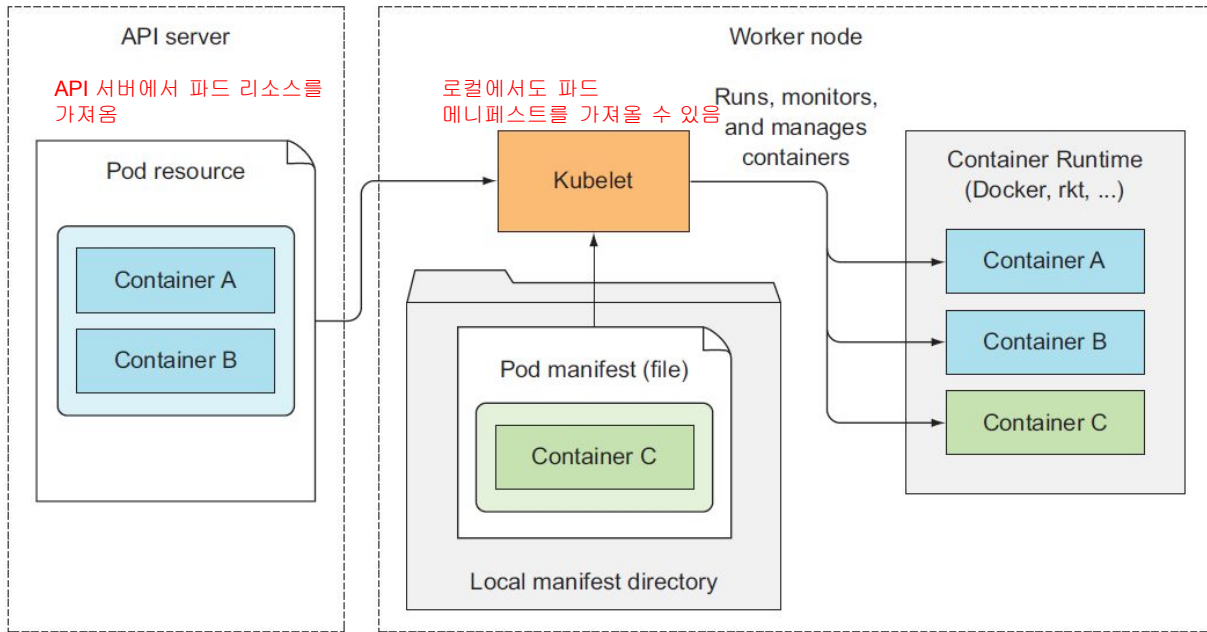 API server
API 서버에서 파드 리소스를
가져옴
Pod resource
Container A
Container B
Worker node
로컬에서도 파드
메니페스트를 가져올 수 있음
Kubelet
Runs, monitors,
and manages
containers
Pod manifest (file)
Container C
Local manifest directory
Container Runtime
(Docker, rkt, ...)
Container A
Container B
Container C